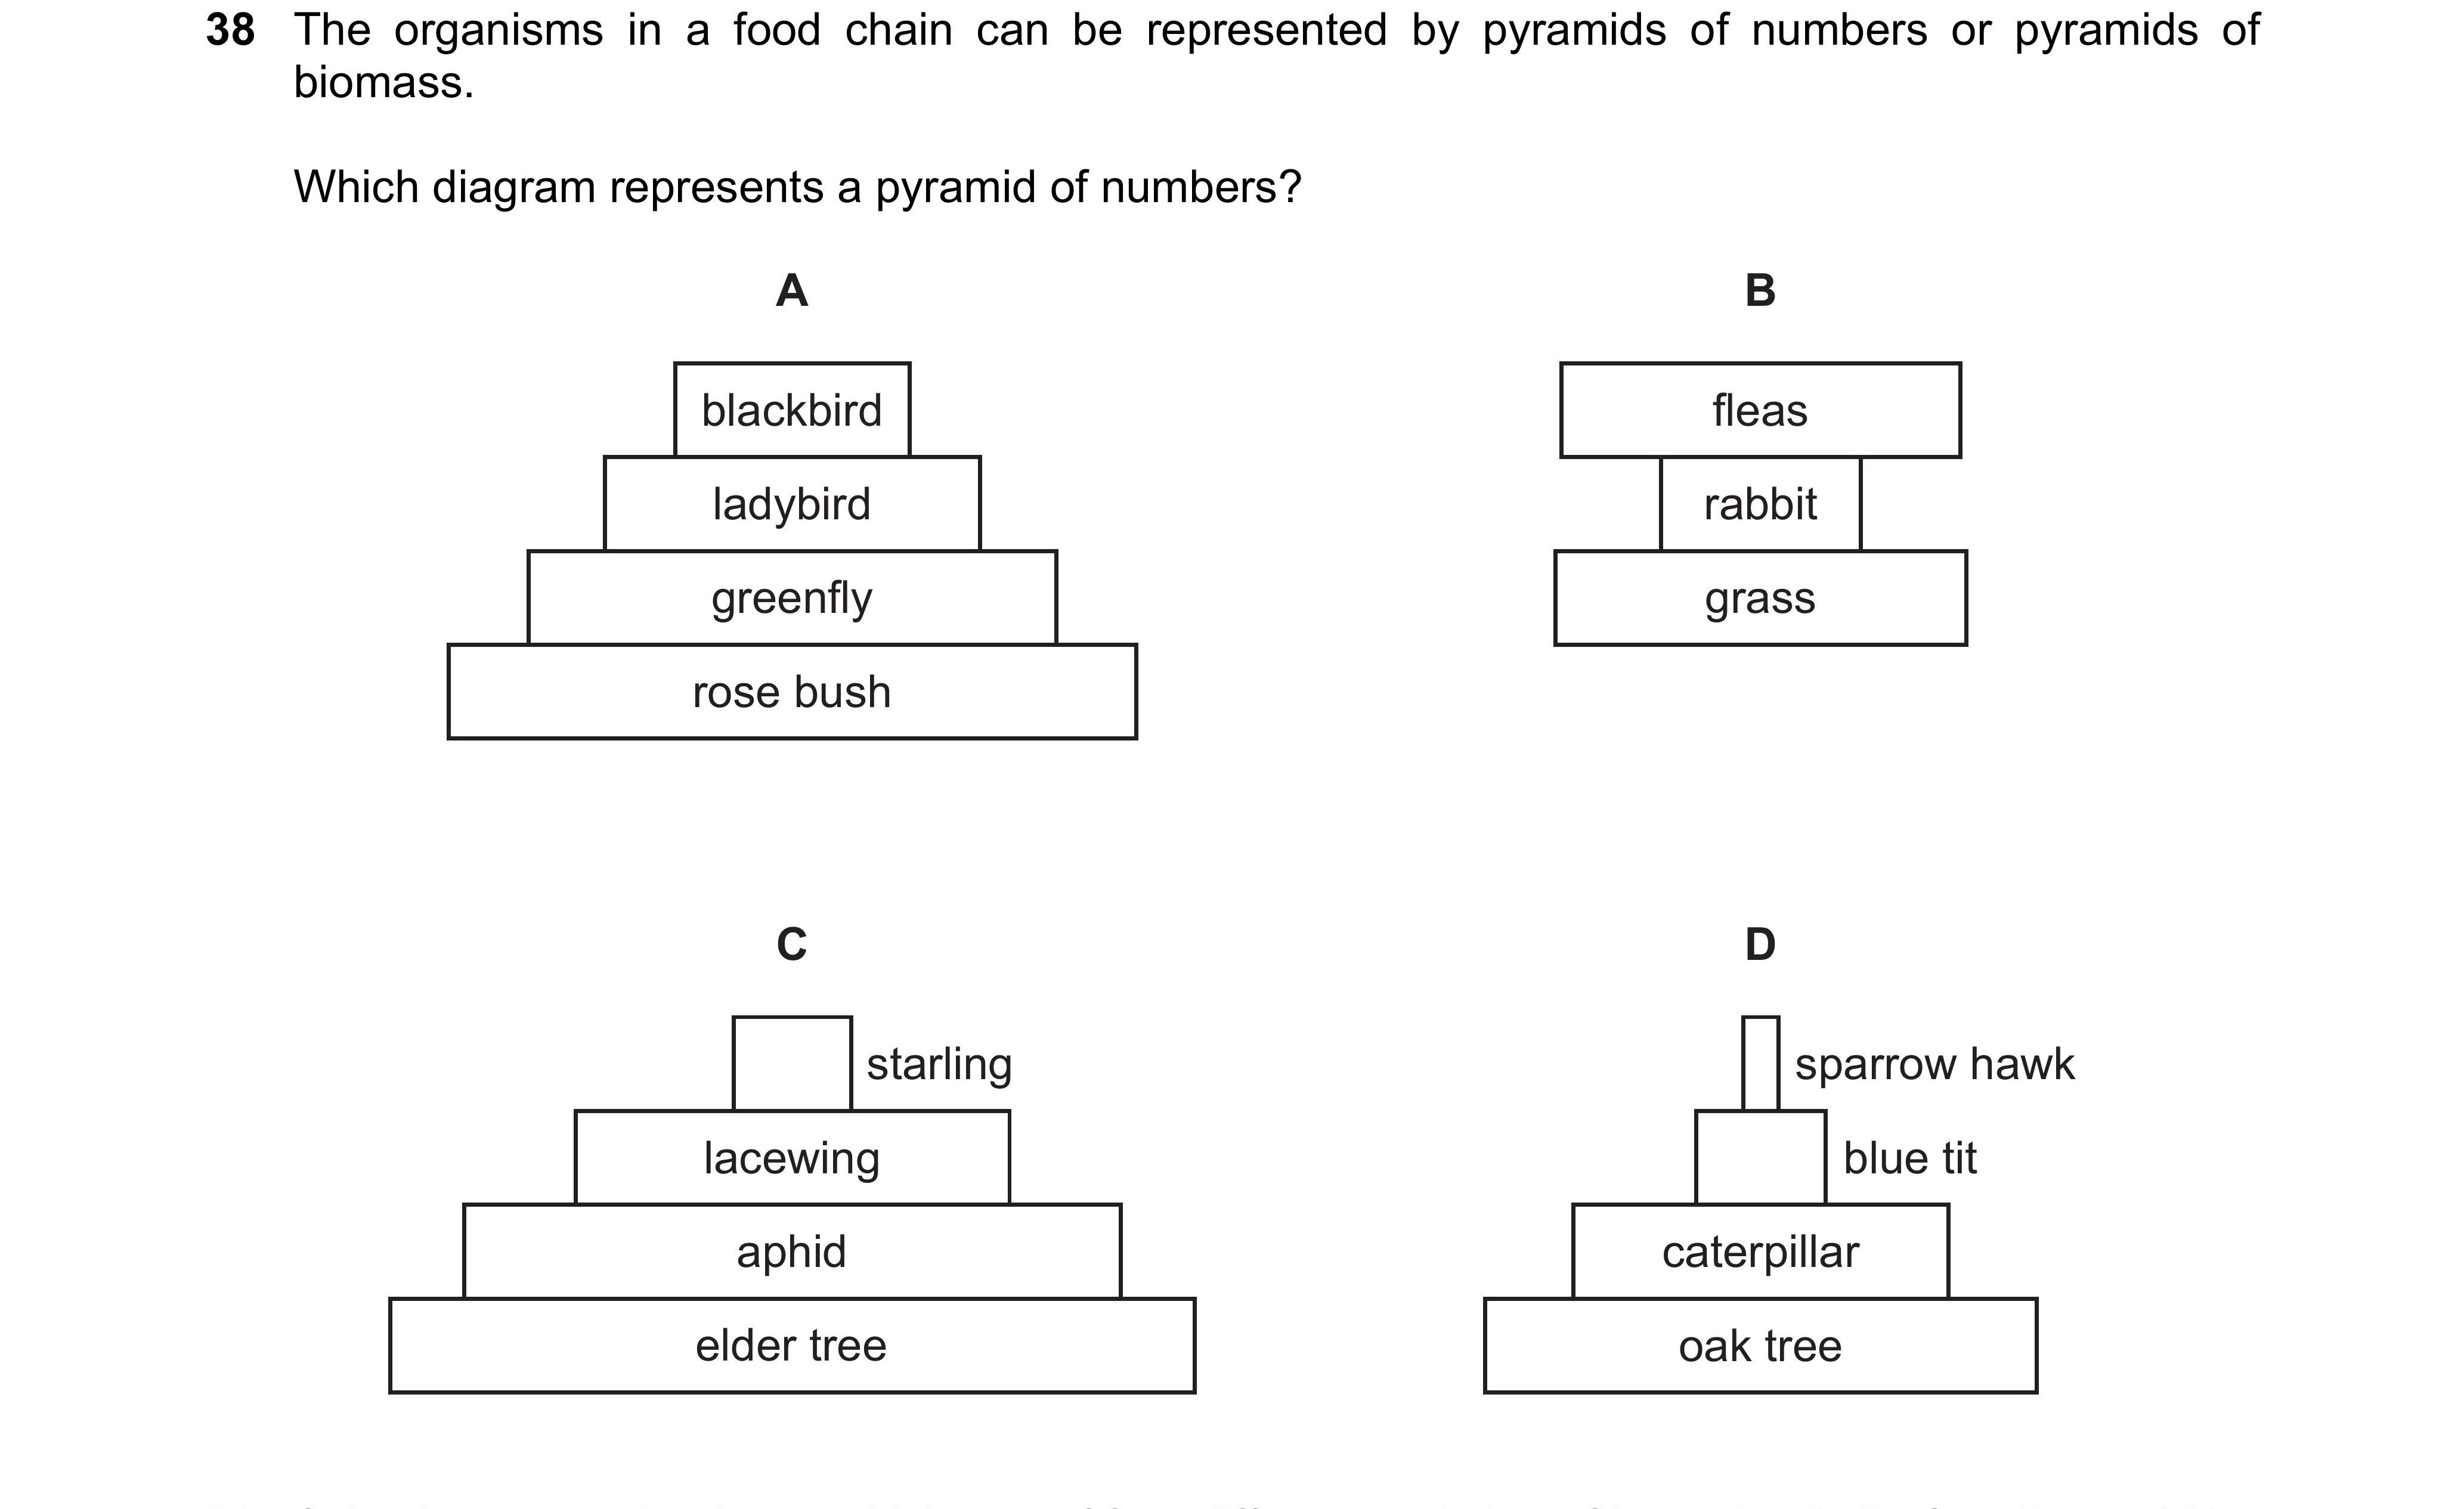 38 The organisms in a food chain can be represented by pyramids of numbers or pyramids of
biomass.
Which diagram represents a pyramid of numbers?
A
blackbird
ladybird
greenfly
rose bush
B
fleas
rabbit
grass
C
starling
lacewing
aphid
elder tree
D
sparrow hawk
blue tit
caterpillar
oak tree